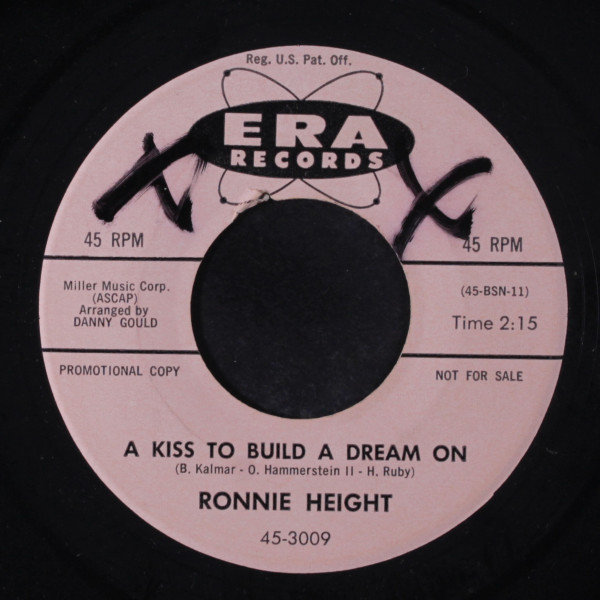 Reg. U.S. Pat. Off.
ERA
RECORDS
X X
45 RPM 45 RPM
Miller Music Corp.
(ASCAP)
Arranged by
DANNY GOULD
(45-BSN-11)
Time 2:15
PROMOTIONAL COPY
NOT FOR SALE
A KISS TO BUILD A DREAM ON
(B. Kalmar - O. Hammerstein II - H. Ruby)
RONNIE HEIGHT
45-3009